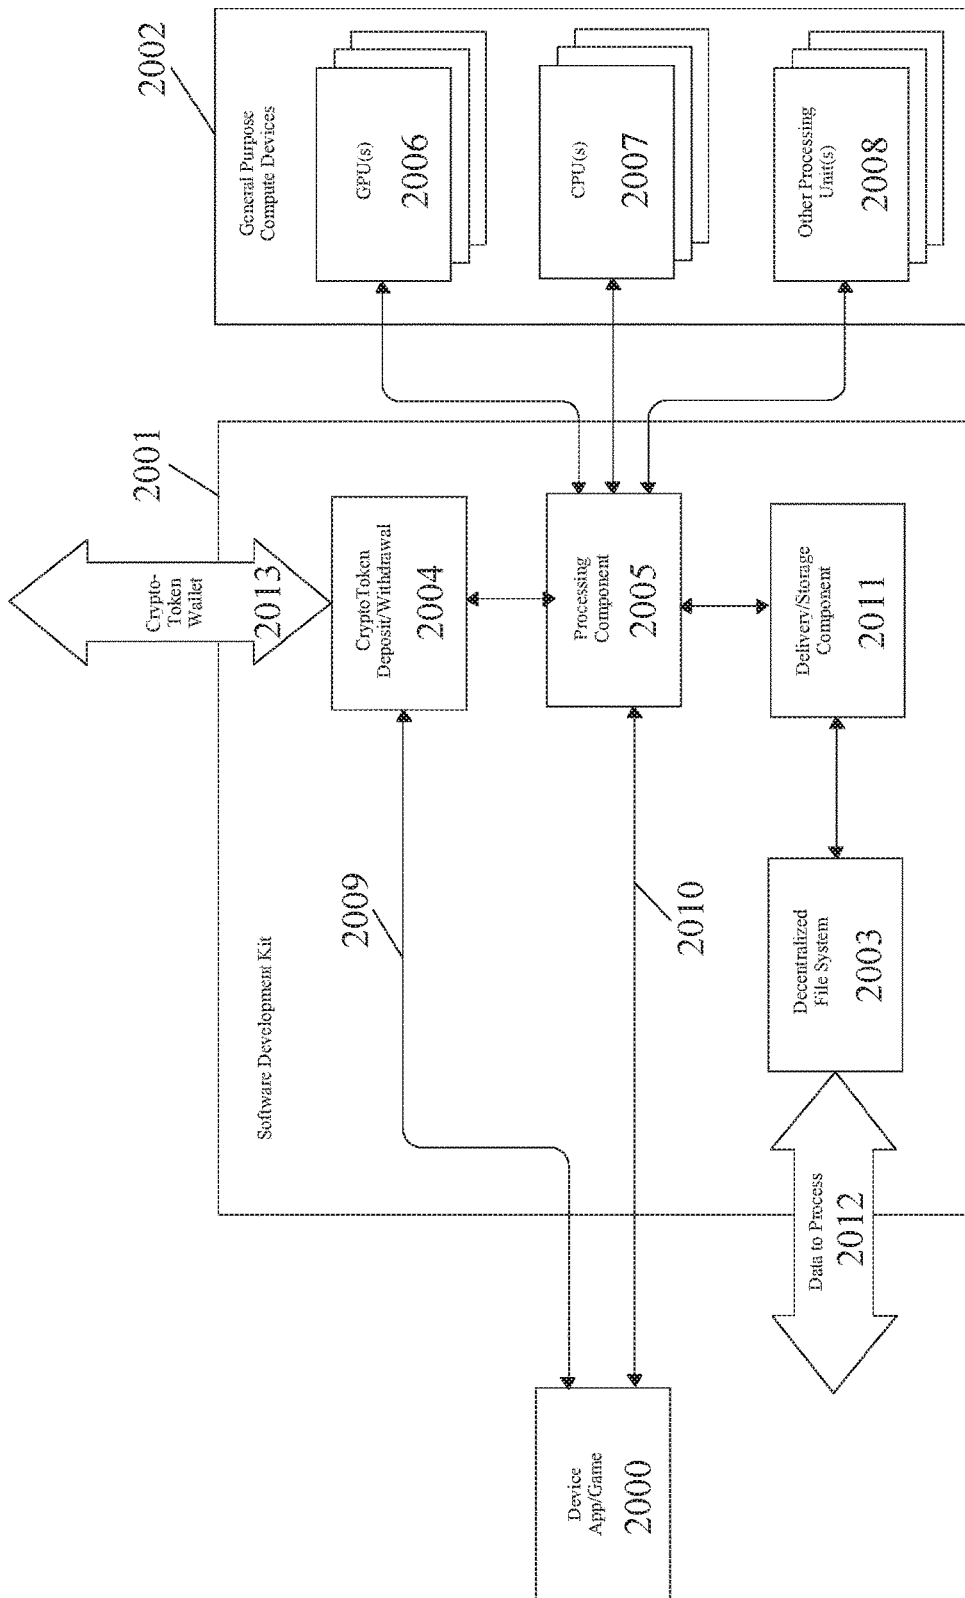 2002
General Purpose
Compute Devices
GPU(s)
2006
CPU(s)
2007
Other Processing
Unit(s)
2008
2001
Crypto-
Token
Wallet
2013
CryptoToken
Deposit/Withdrawal
2004
Processing
Component
2005
Delivery/Storage
Component
2011
Software Development Kit
2009
2010
Decentralized
File System
2003
Data to Process
2012
Device
App/Game
2000